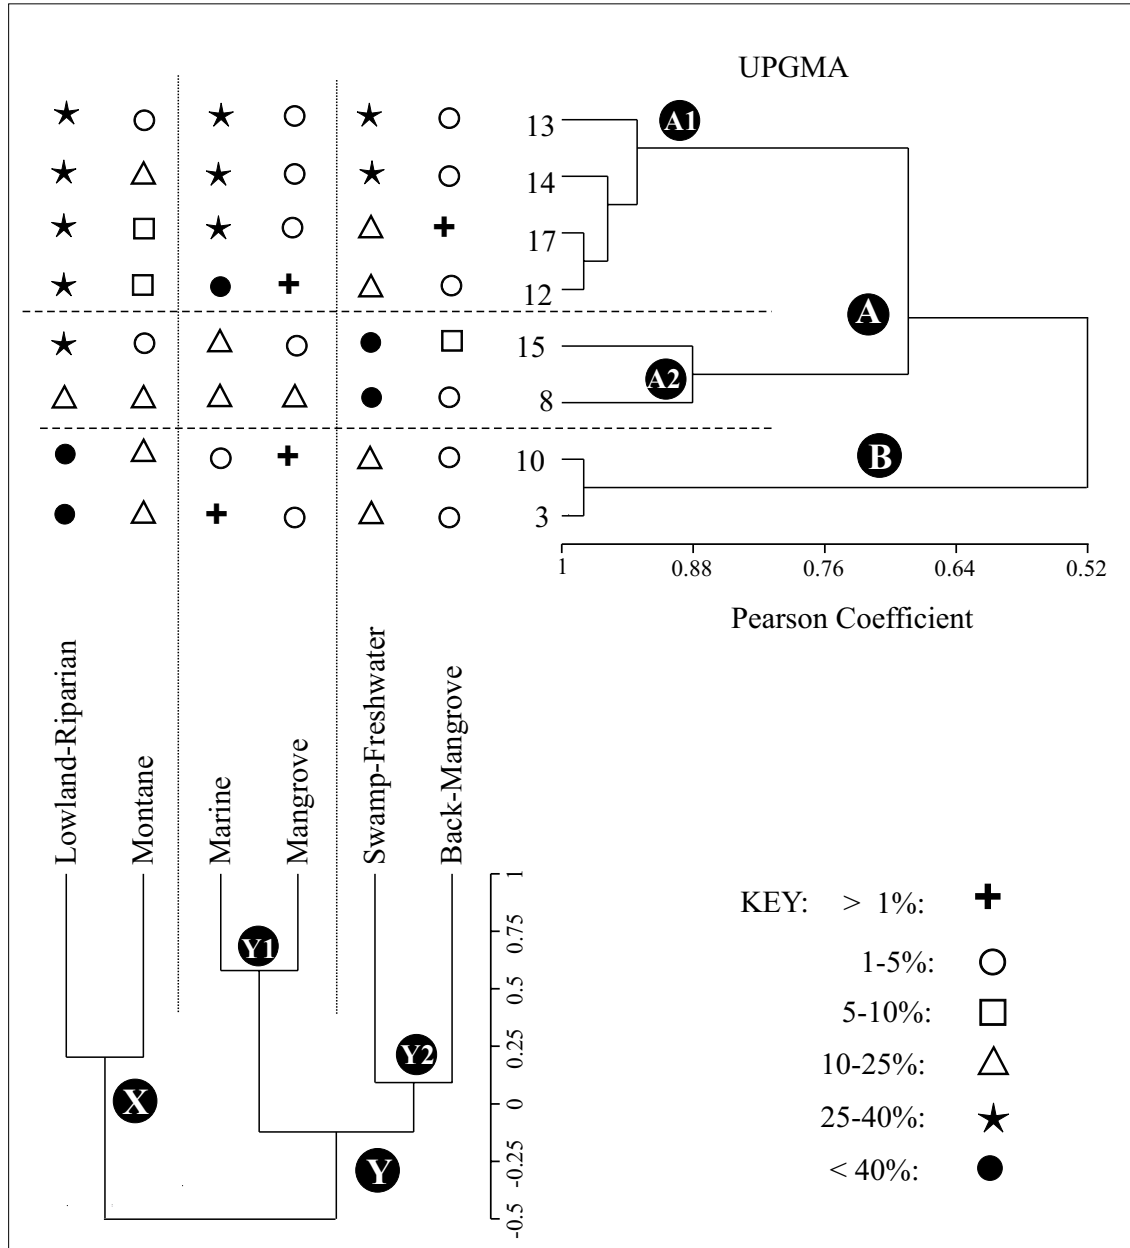 UPGMA
A1
13
14
17
12
A
15
A2
8
B
10
3
1 0.88 0.76 0.64 0.52
Pearson Coefficient
Lowland-Riparian
Montane
Marine
Mangrove
Swamp-Freshwater
Back-Mangrove
1
0.75
0.5
0.25
0
-0.25
-0.5
Y1
Y2
X
Y
KEY: > 1%:
1-5%:
5-10%:
10-25%:
25-40%:
< 40%: